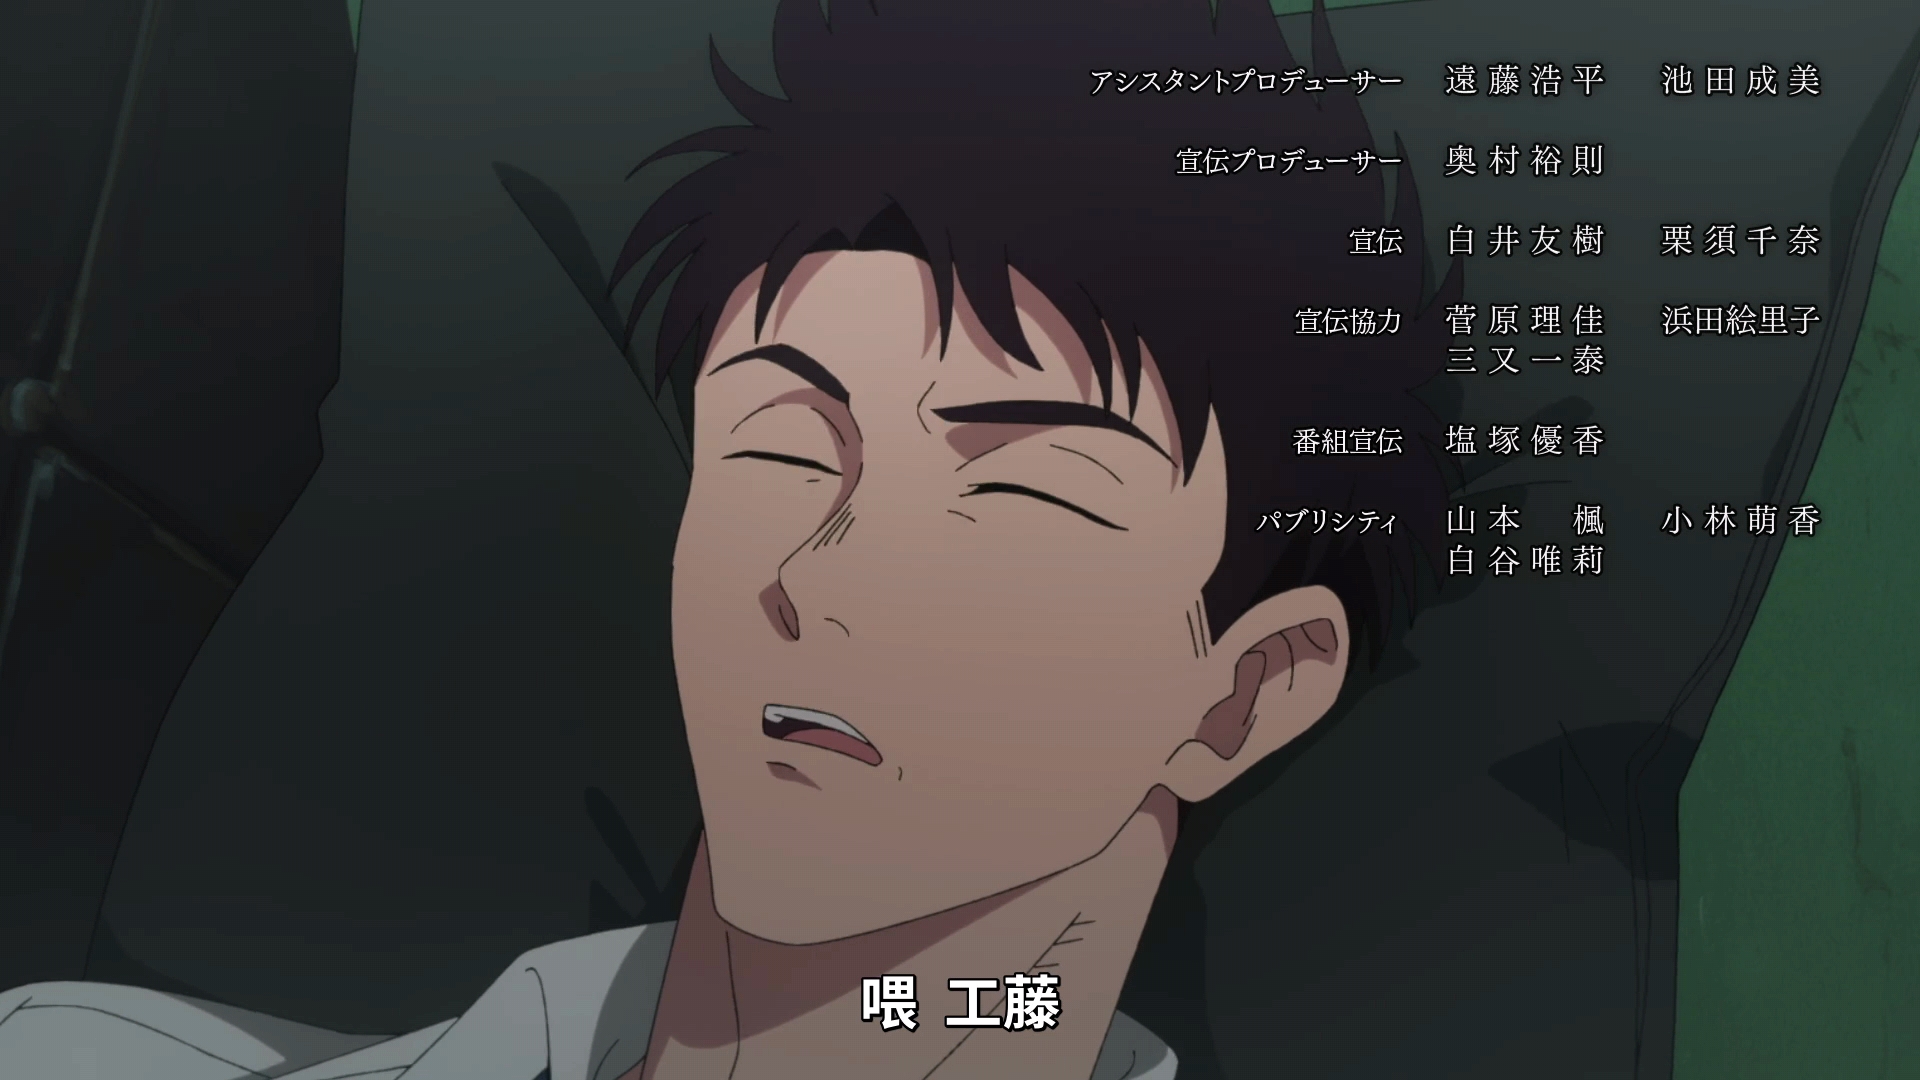 アシスタントプロデューサー 遠藤浩平 池田成美
宣伝プロデューサー 奥村裕則
宣伝 白井友樹 栗須千奈
宣伝協力 菅原理佳 浜田絵里子
三又一泰
番組宣伝 塩塚優香
パブリシティ 山本 楓 小林萌香
白谷唯莉
喂 工藤